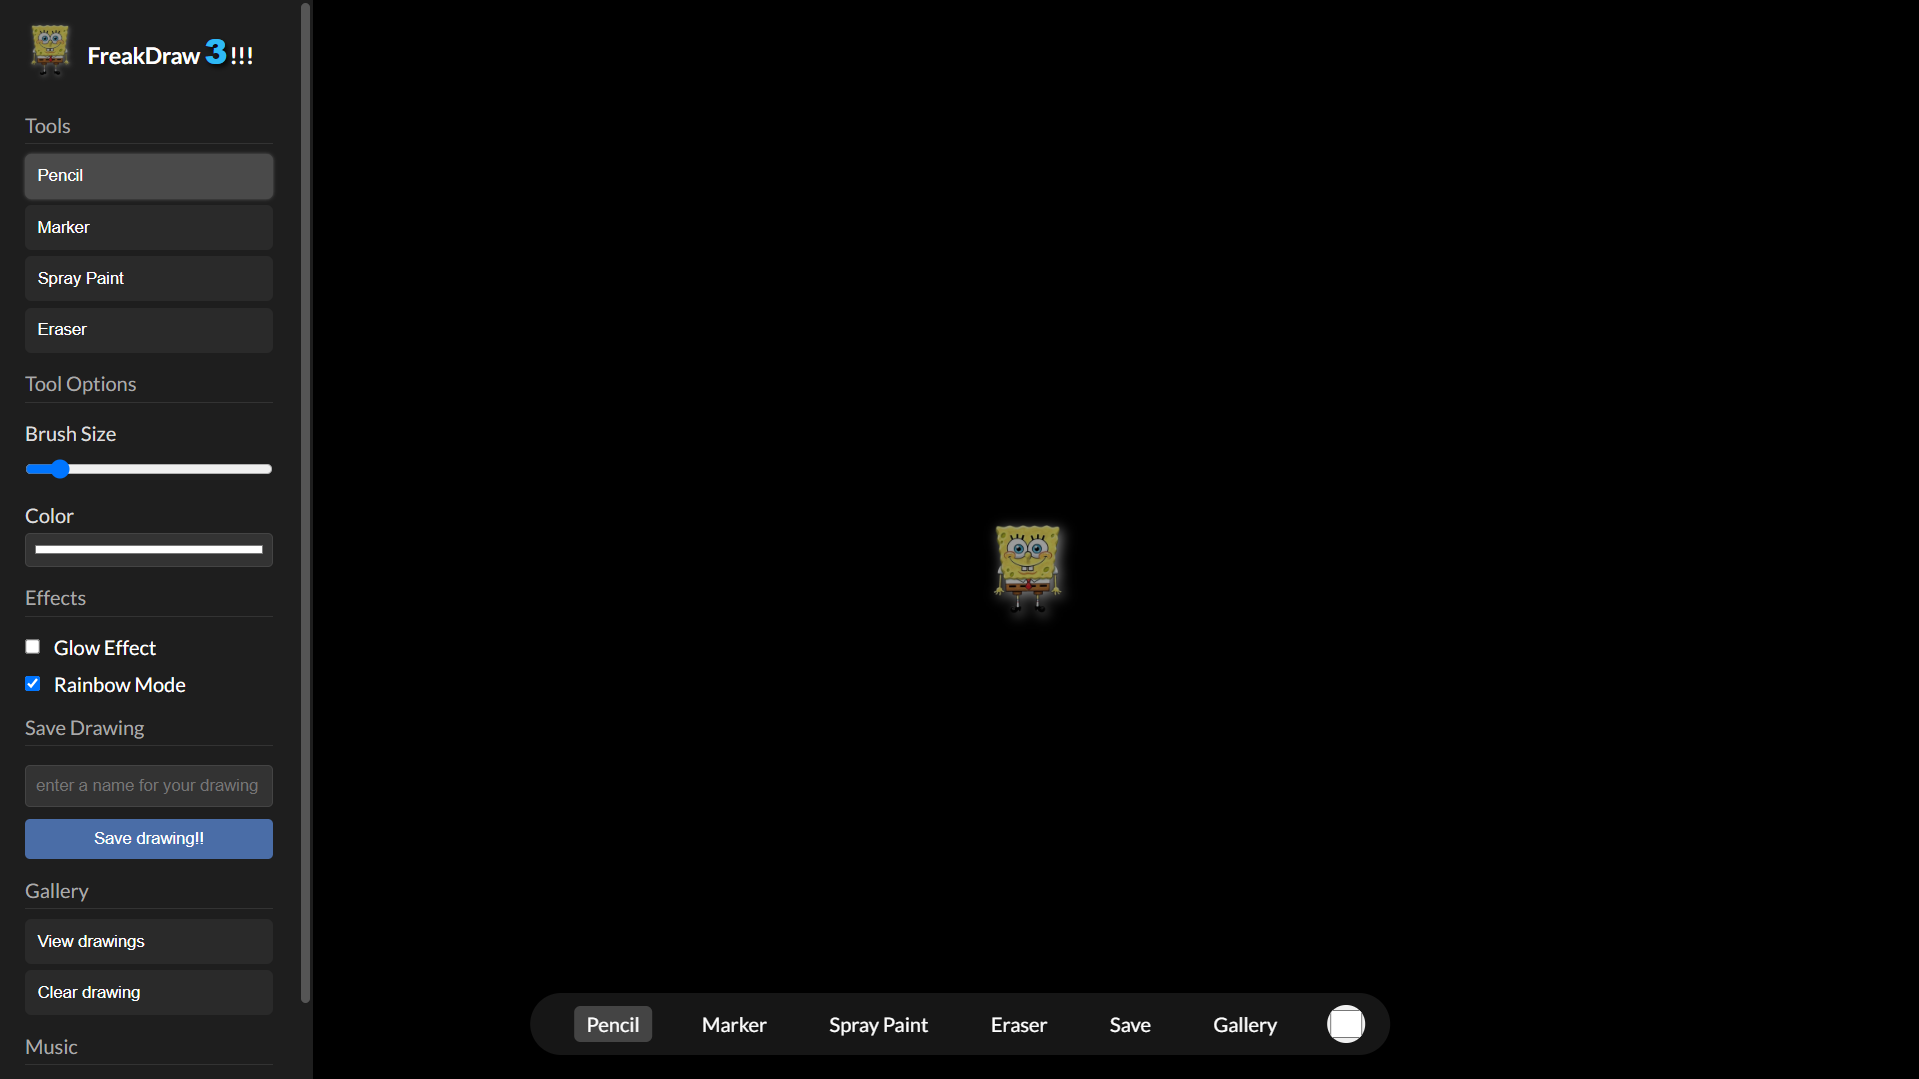 FreakDraw 3!!!
Tools
Pencil
Marker
Spray Paint
Eraser
Tool Options
Brush Size
Color
Effects
Glow Effect
Rainbow Mode
Save Drawing
enter a name for your drawing
Save drawing!!
Gallery
View drawings
Clear drawing
Music
Pencil Marker Spray Paint Eraser Save Gallery